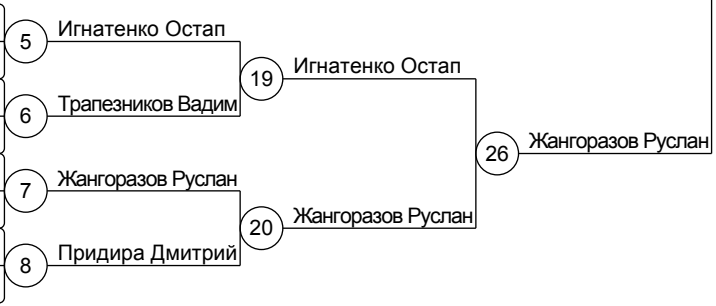 5 Игнатенко Остап
19 Игнатенко Остап
6 Трапезников Вадим
26 Жангоразов Руслан
7 Жангоразов Руслан
20 Жангоразов Руслан
8 Придира Дмитрий